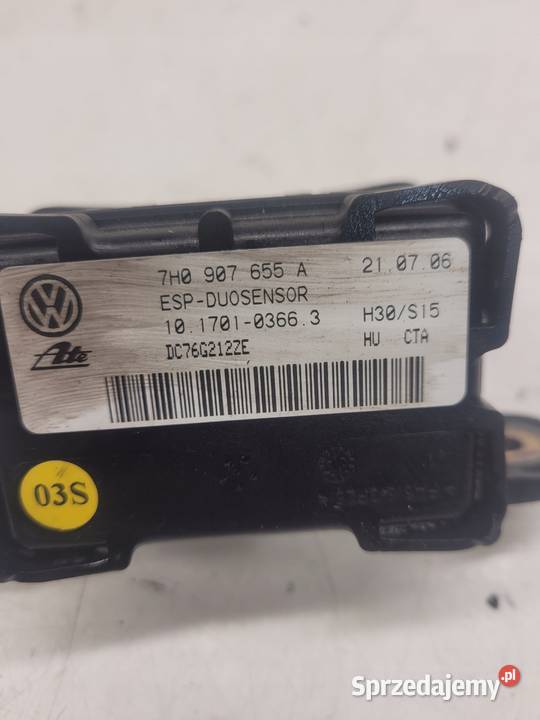 7H0 907 655 A 21.07.06
ESP-DUOSENSOR
10.1701-0366.3 H30/S15
DC76G212ZE HU CTA
Ate
03S
Sprzedajemy.pl